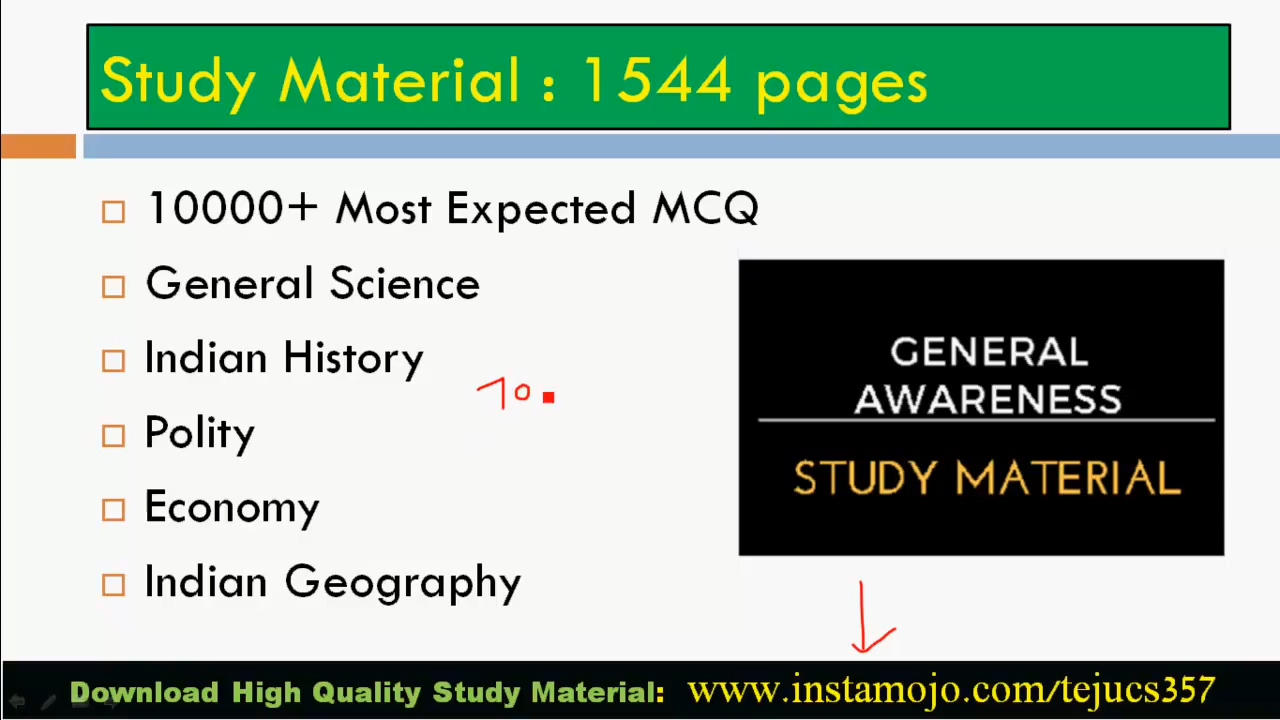 Study Material : 1544 pages
10000+ Most Expected MCQ
General Science
Indian History
Polity
Economy
Indian Geography
GENERAL
AWARENESS
STUDY MATERIAL
Download High Quality Study Material: www.instamojo.com/tejucs357